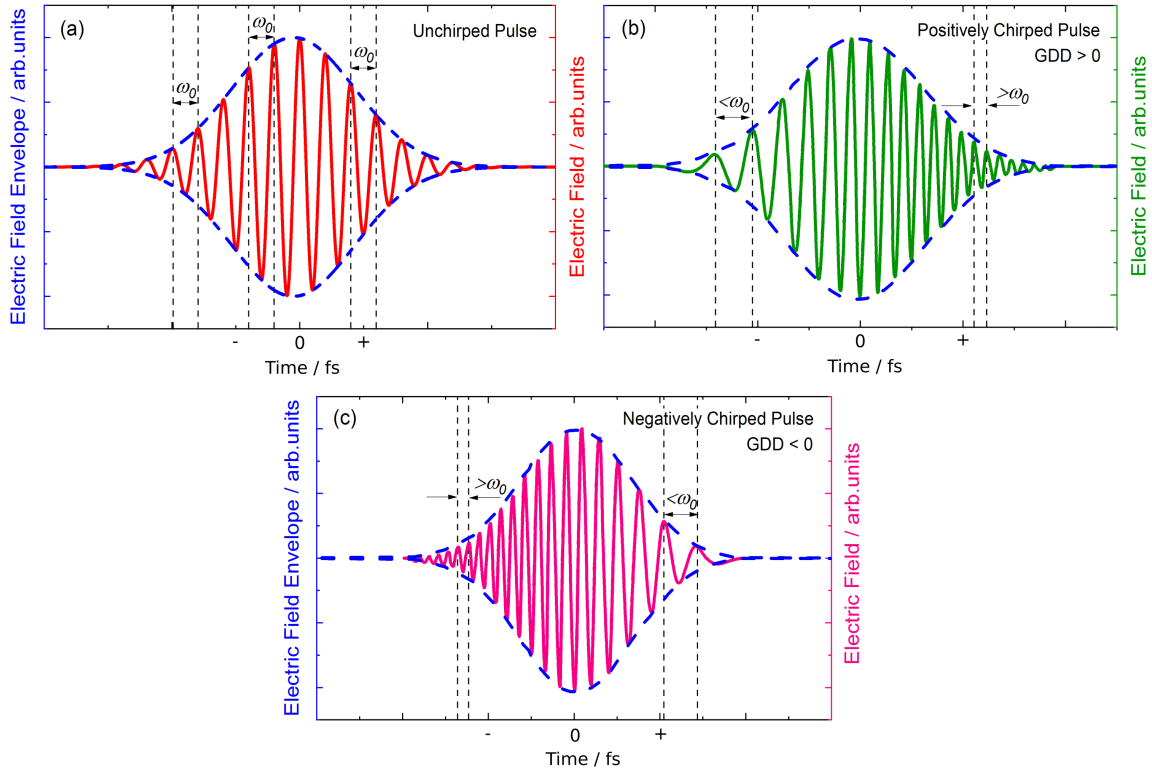 (a)
Unchirped Pulse
ω0
ω0
ω0
Electric Field Envelope / arb.units
Electric Field / arb.units
- 0 +
Time / fs
(b)
Positively Chirped Pulse
GDD > 0
<ω0
>ω0
Electric Field / arb.units
- 0 +
Time / fs
(c)
Negatively Chirped Pulse
GDD < 0
>ω0
<ω0
Electric Field Envelope / arb.units
Electric Field / arb.units
- 0 +
Time / fs